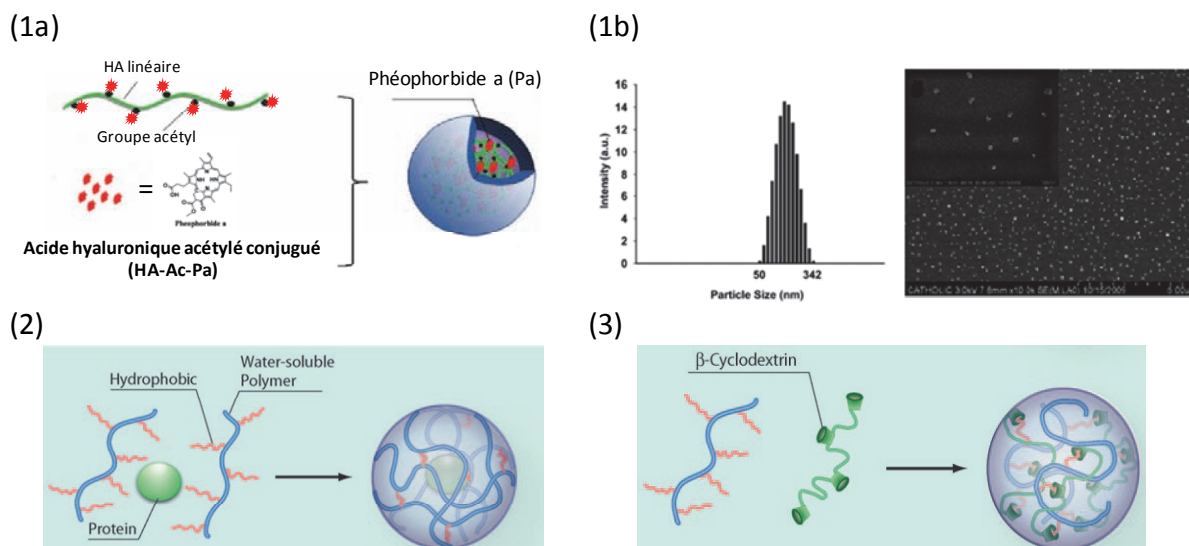 (1a)
HA linéaire
Groupe acétyl
=
Pheophorbide a
Acide hyaluronique acétylé conjugué
(HA-Ac-Pa)
Phéophorbide a (Pa)
(1b)
Intensity (a.u.)
16
14
12
10
8
6
4
2
0
50 342
Particle Size (nm)
(2)
Hydrophobic
Water-soluble
Polymer
Protein
(3)
β-Cyclodextrin